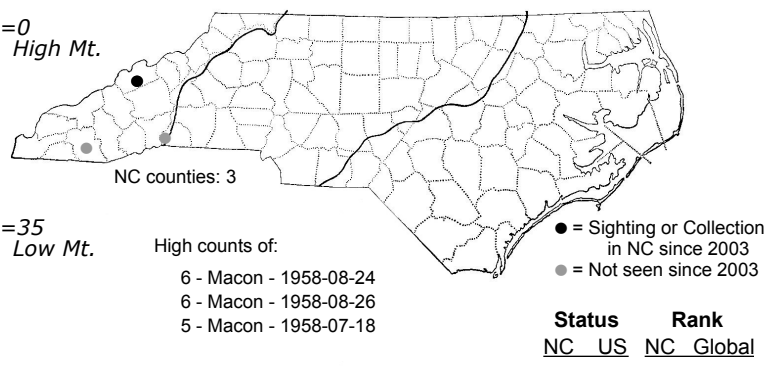 =0
High Mt.
NC counties: 3
=35
Low Mt.
High counts of:
6 - Macon - 1958-08-24
6 - Macon - 1958-08-26
5 - Macon - 1958-07-18
● = Sighting or Collection
in NC since 2003
● = Not seen since 2003
Status Rank
NC US NC Global